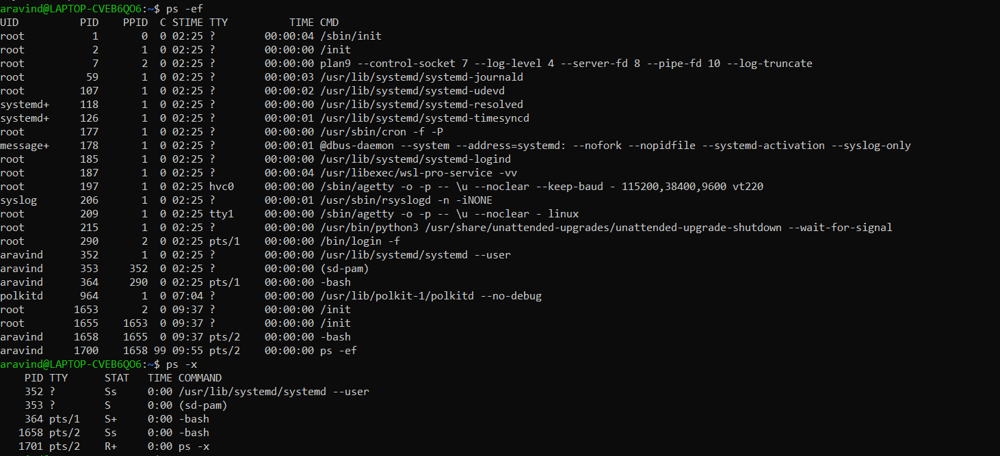 aravind@LAPTOP-CVEB6QO6:~$ ps -ef
UID PID PPID C STIME TTY TIME CMD
root 1 0 0 02:25 ? 00:00:04 /sbin/init
root 2 1 0 02:25 ? 00:00:00 /init
root 7 2 0 02:25 ? 00:00:00 plan9 --control-socket 7 --log-level 4 --server-fd 8 --pipe-fd 10 --log-truncate
root 59 1 0 02:25 ? 00:00:03 /usr/lib/systemd/systemd-journald
root 107 1 0 02:25 ? 00:00:02 /usr/lib/systemd/systemd-udevd
systemd+ 118 1 0 02:25 ? 00:00:00 /usr/lib/systemd/systemd-resolved
systemd+ 126 1 0 02:25 ? 00:00:01 /usr/lib/systemd/systemd-timesyncd
root 177 1 0 02:25 ? 00:00:00 /usr/sbin/cron -f -P
message+ 178 1 0 02:25 ? 00:00:01 @dbus-daemon --system --address=systemd: --nofork --nopidfile --systemd-activation --syslog-only
root 185 1 0 02:25 ? 00:00:00 /usr/lib/systemd/systemd-logind
root 187 1 0 02:25 ? 00:00:04 /usr/libexec/wsl-pro-service -vv
root 197 1 0 02:25 hvc0 00:00:00 /sbin/agetty -o -p -- \u --noclear --keep-baud - 115200,38400,9600 vt220
syslog 206 1 0 02:25 ? 00:00:01 /usr/sbin/rsyslogd -n -iNONE
root 209 1 0 02:25 tty1 00:00:00 /sbin/agetty -o -p -- \u --noclear - linux
root 215 1 0 02:25 ? 00:00:00 /usr/bin/python3 /usr/share/unattended-upgrades/unattended-upgrade-shutdown --wait-for-signal
root 290 2 0 02:25 pts/1 00:00:00 /bin/login -f
aravind 352 1 0 02:25 ? 00:00:00 /usr/lib/systemd/systemd --user
aravind 353 352 0 02:25 ? 00:00:00 (sd-pam)
aravind 364 290 0 02:25 pts/1 00:00:00 -bash
polkitd 964 1 0 07:04 ? 00:00:00 /usr/lib/polkit-1/polkitd --no-debug
root 1653 2 0 09:37 ? 00:00:00 /init
root 1655 1653 0 09:37 ? 00:00:00 /init
aravind 1658 1655 0 09:37 pts/2 00:00:00 -bash
aravind 1700 1658 99 09:55 pts/2 00:00:00 ps -ef
aravind@LAPTOP-CVEB6QO6:~$ ps -x
PID TTY STAT TIME COMMAND
352 ? Ss 0:00 /usr/lib/systemd/systemd --user
353 ? S 0:00 (sd-pam)
364 pts/1 S+ 0:00 -bash
1658 pts/2 Ss 0:00 -bash
1701 pts/2 R+ 0:00 ps -x